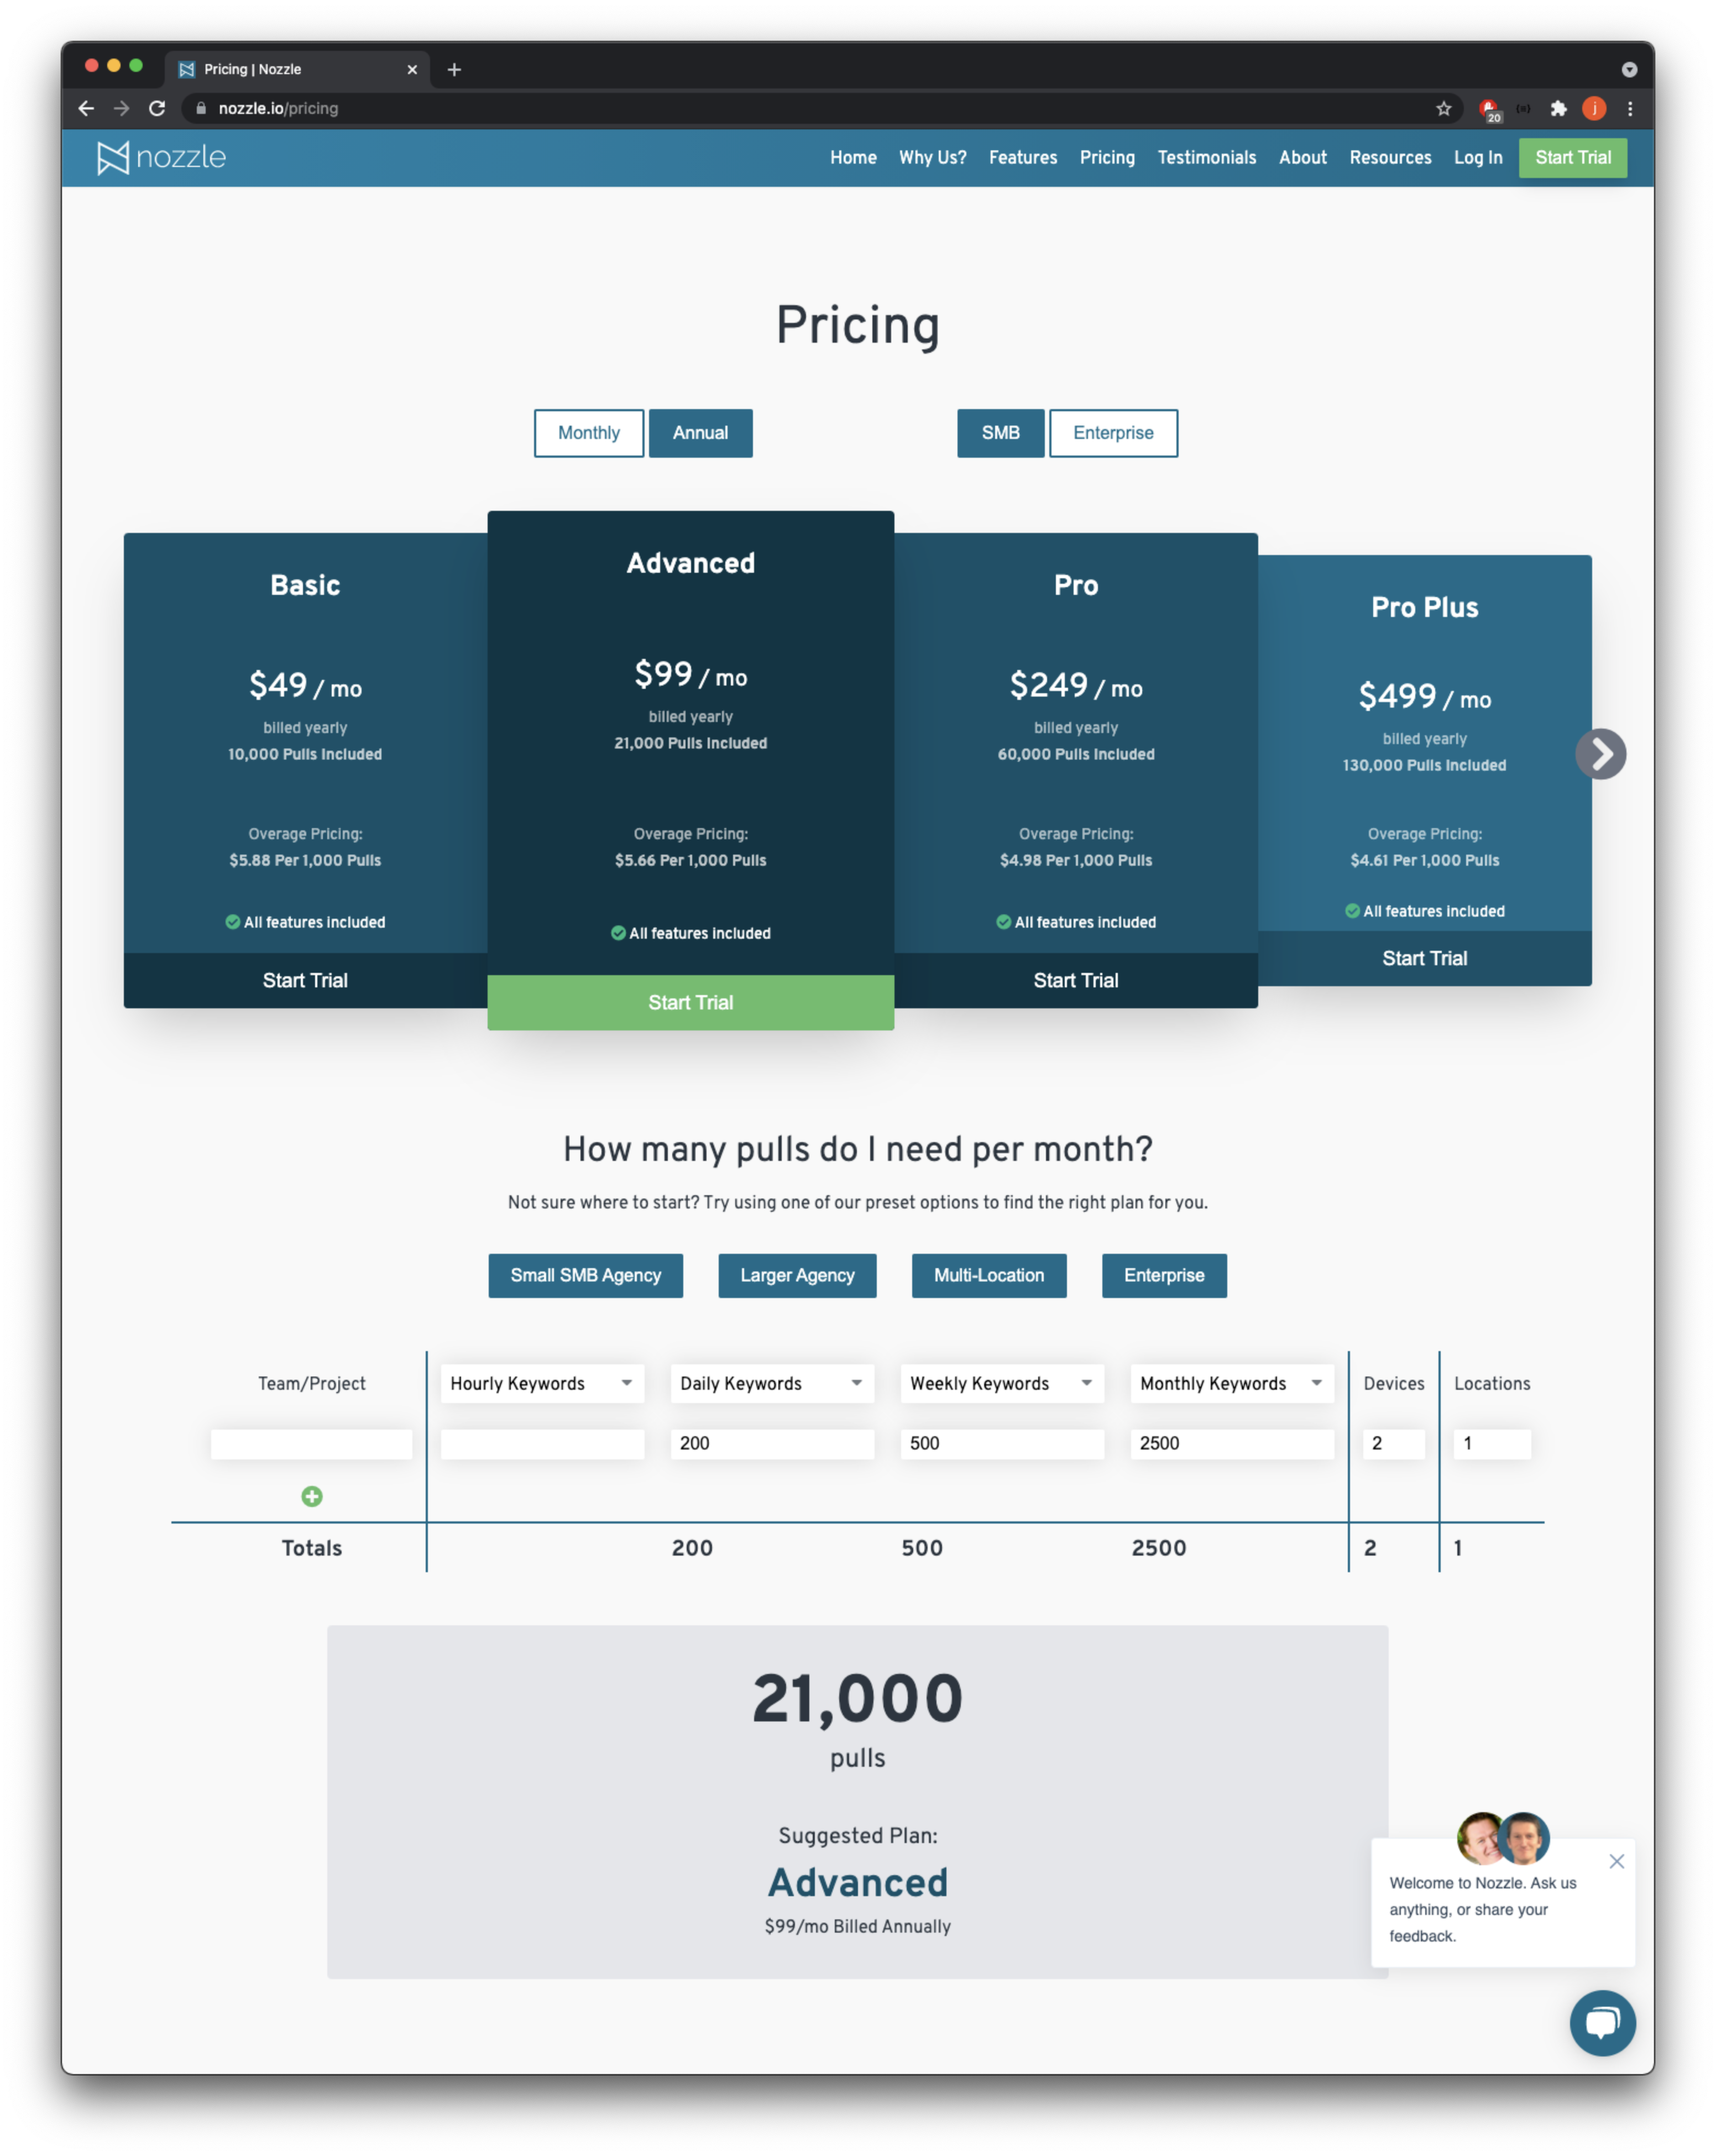 Pricing | Nozzle
nozzle.io/pricing
20
j
nozzle
Home Why Us? Features Pricing Testimonials About Resources Log In Start Trial
Pricing
Monthly Annual SMB Enterprise
Basic
$49 / mo
billed yearly
10,000 Pulls Included
Overage Pricing:
$5.88 Per 1,000 Pulls
All features included
Start Trial
Advanced
$99 / mo
billed yearly
21,000 Pulls Included
Overage Pricing:
$5.66 Per 1,000 Pulls
All features included
Start Trial
Pro
$249 / mo
billed yearly
60,000 Pulls Included
Overage Pricing:
$4.98 Per 1,000 Pulls
All features included
Start Trial
Pro Plus
$499 / mo
billed yearly
130,000 Pulls Included
Overage Pricing:
$4.61 Per 1,000 Pulls
All features included
Start Trial
How many pulls do I need per month?
Not sure where to start? Try using one of our preset options to find the right plan for you.
Small SMB Agency Larger Agency Multi-Location Enterprise
Team/Project Hourly Keywords Daily Keywords Weekly Keywords Monthly Keywords Devices Locations
200 500 2500 2 1
Totals 200 500 2500 2 1
21,000
pulls
Suggested Plan:
Advanced
$99/mo Billed Annually
Welcome to Nozzle. Ask us
anything, or share your
feedback.